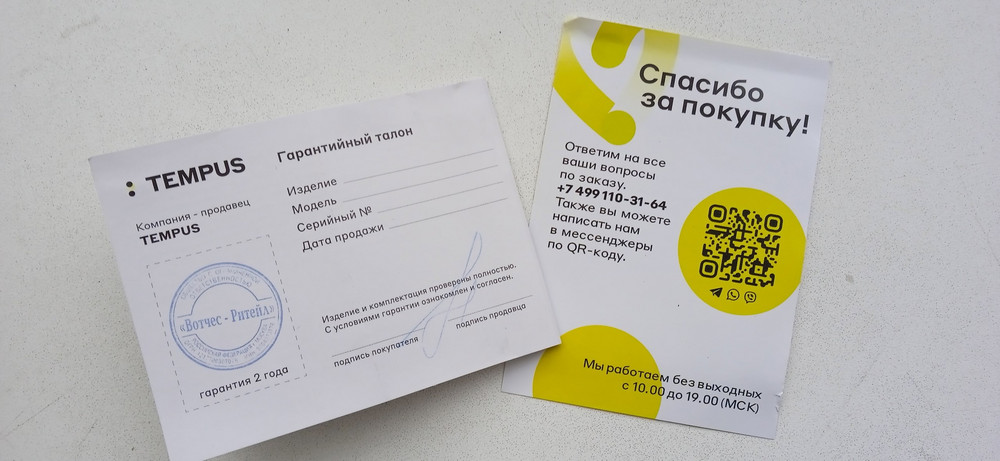 TEMPUS
Гарантийный талон
Компания - продавец
TEMPUS
Изделие
Модель
Серийный №
Дата продажи
«Вотчес - Ритейл»
гарантия 2 года
Изделие и комплектация проверены полностью.
С условиями гарантии ознакомлен и согласен.
подпись покупателя
подпись продавца
Спасибо
за покупку!
Ответим на все
ваши вопросы
по заказу.
+7 499 110-31-64
Также вы можете
написать нам
в мессенджеры
по QR-коду.
Мы работаем без выходных
с 10.00 до 19.00 (МСК)